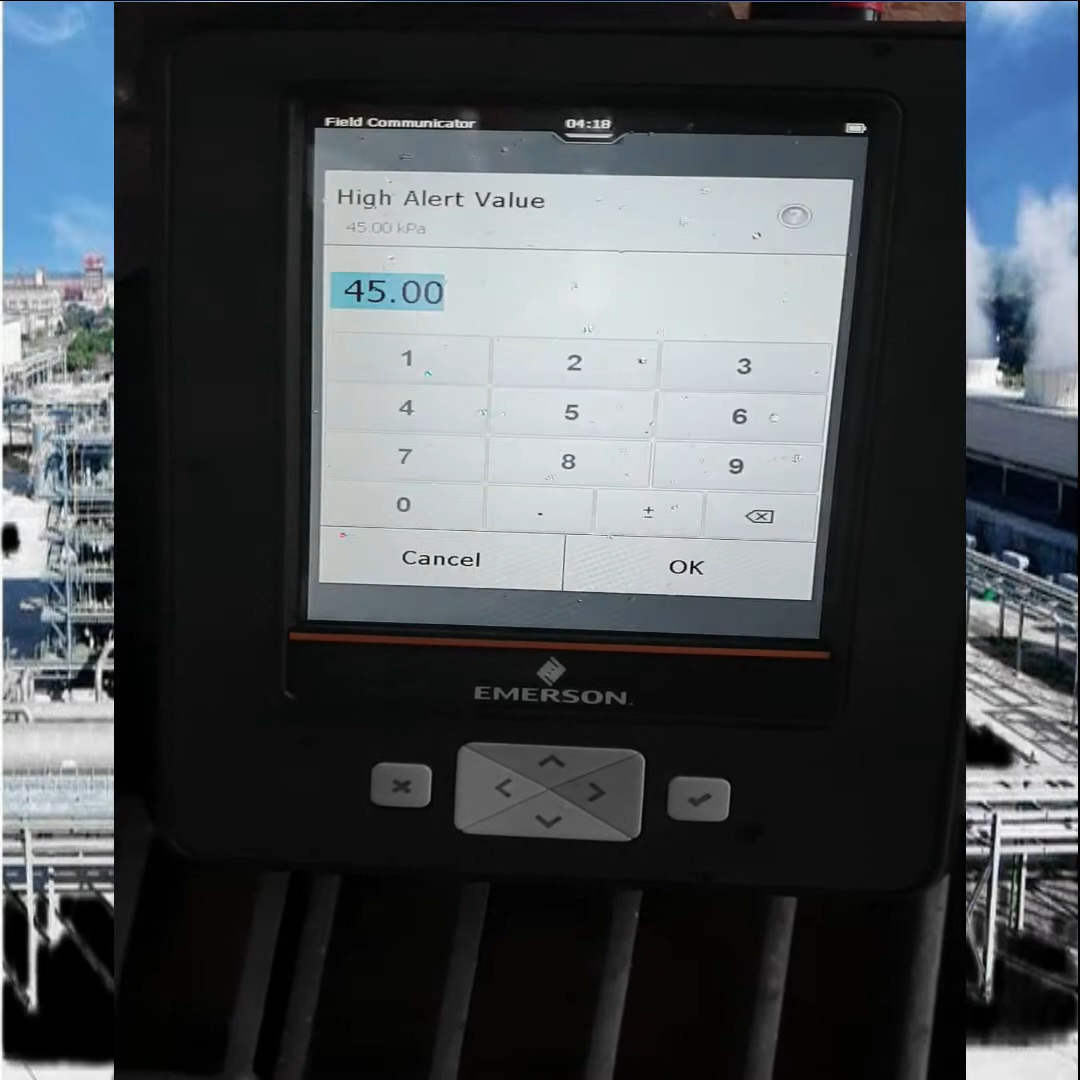 Field Communicator 04:18
High Alert Value
45.00 kPa
45.00
1 2 3
4 5 6
7 8 9
0 . ±
Cancel OK
EMERSON